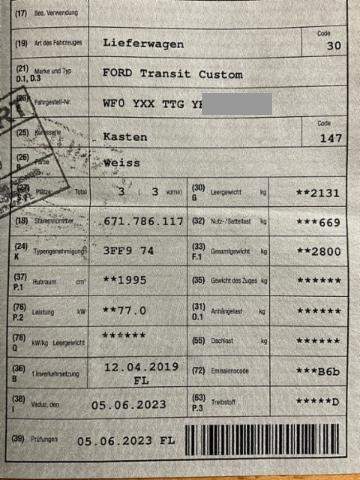 (17) Bes. Verwendung
(19) Art des Fahrzeuges Lieferwagen Code 30
(21) D.1, D.3 Marke und Typ FORD Transit Custom
Fahrgestell-Nr. WF0 YXX TTG Y
(25) Karosserie Kasten Code 147
(26) Farbe Weiss
(27) Plätze Total 3 3 vorne) (30) G Leergewicht kg **2131
(18) Stammnummer 671.786.117 (32) Nutz-/Sattellast kg ***669
(24) K Typengenehmigung 3FF9 74 (33) F.1 Gesamtgewicht kg **2800
(37) P.1 Hubraum cm³ **1995 (35) Gewicht des Zuges kg ******
(76) P.2 Leistung kW **77.0 (31) O.1 Anhängelast kg ******
(78) Q kW/kg Leergewicht ****** (55) Dachlast kg ******
(36) B 1.Inverkehrsetzung 12.04.2019 FL (72) Emissionscode ***B6b
(38) I Vaduz, den 05.06.2023 (63) P.3 Treibstoff *****D
(39) Prüfungen 05.06.2023 FL